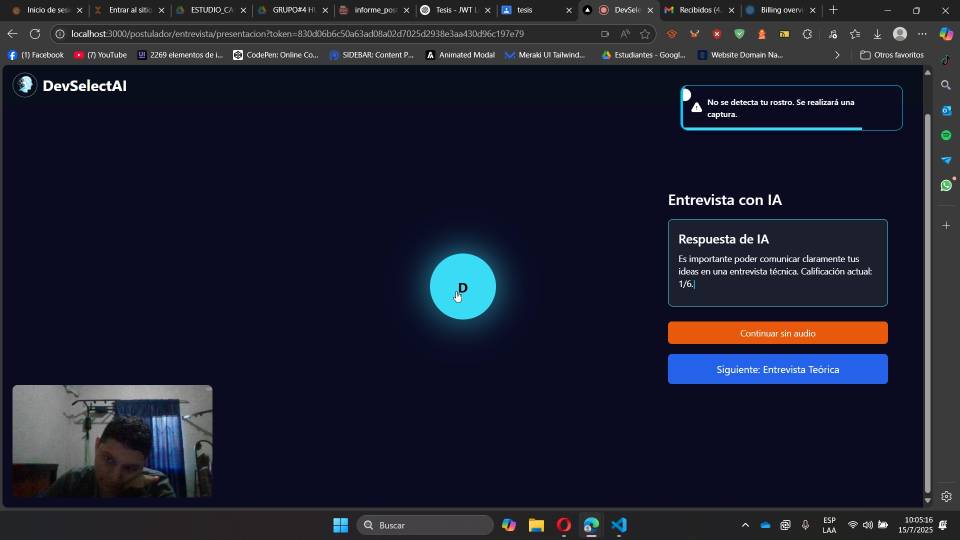 Inicio de ses
Entrar al sitio
ESTUDIO_CA
GRUPO#4 H
informe_pos
Tesis - JWT L
tesis
DevSele
Recibidos (4.
Billing overv
localhost:3000/postulador/entrevista/presentacion?token=830d06b6c50a63ad08a02d7025d2938e3aa430d96c197e79
(1) Facebook
(7) YouTube
2269 elementos de i...
CodePen: Online Co...
SIDEBAR: Content P...
Animated Modal
Meraki UI Tailwind...
Estudiantes - Googl...
Website Domain Na...
Otros favoritos
DevSelectAI
No se detecta tu rostro. Se realizará una
captura.
Entrevista con IA
Respuesta de IA
Es importante poder comunicar claramente tus
ideas en una entrevista técnica. Calificación actual:
1/6.
D
Continuar sin audio
Siguiente: Entrevista Teórica
Buscar
ESP
LAA
10:05:16
15/7/2025